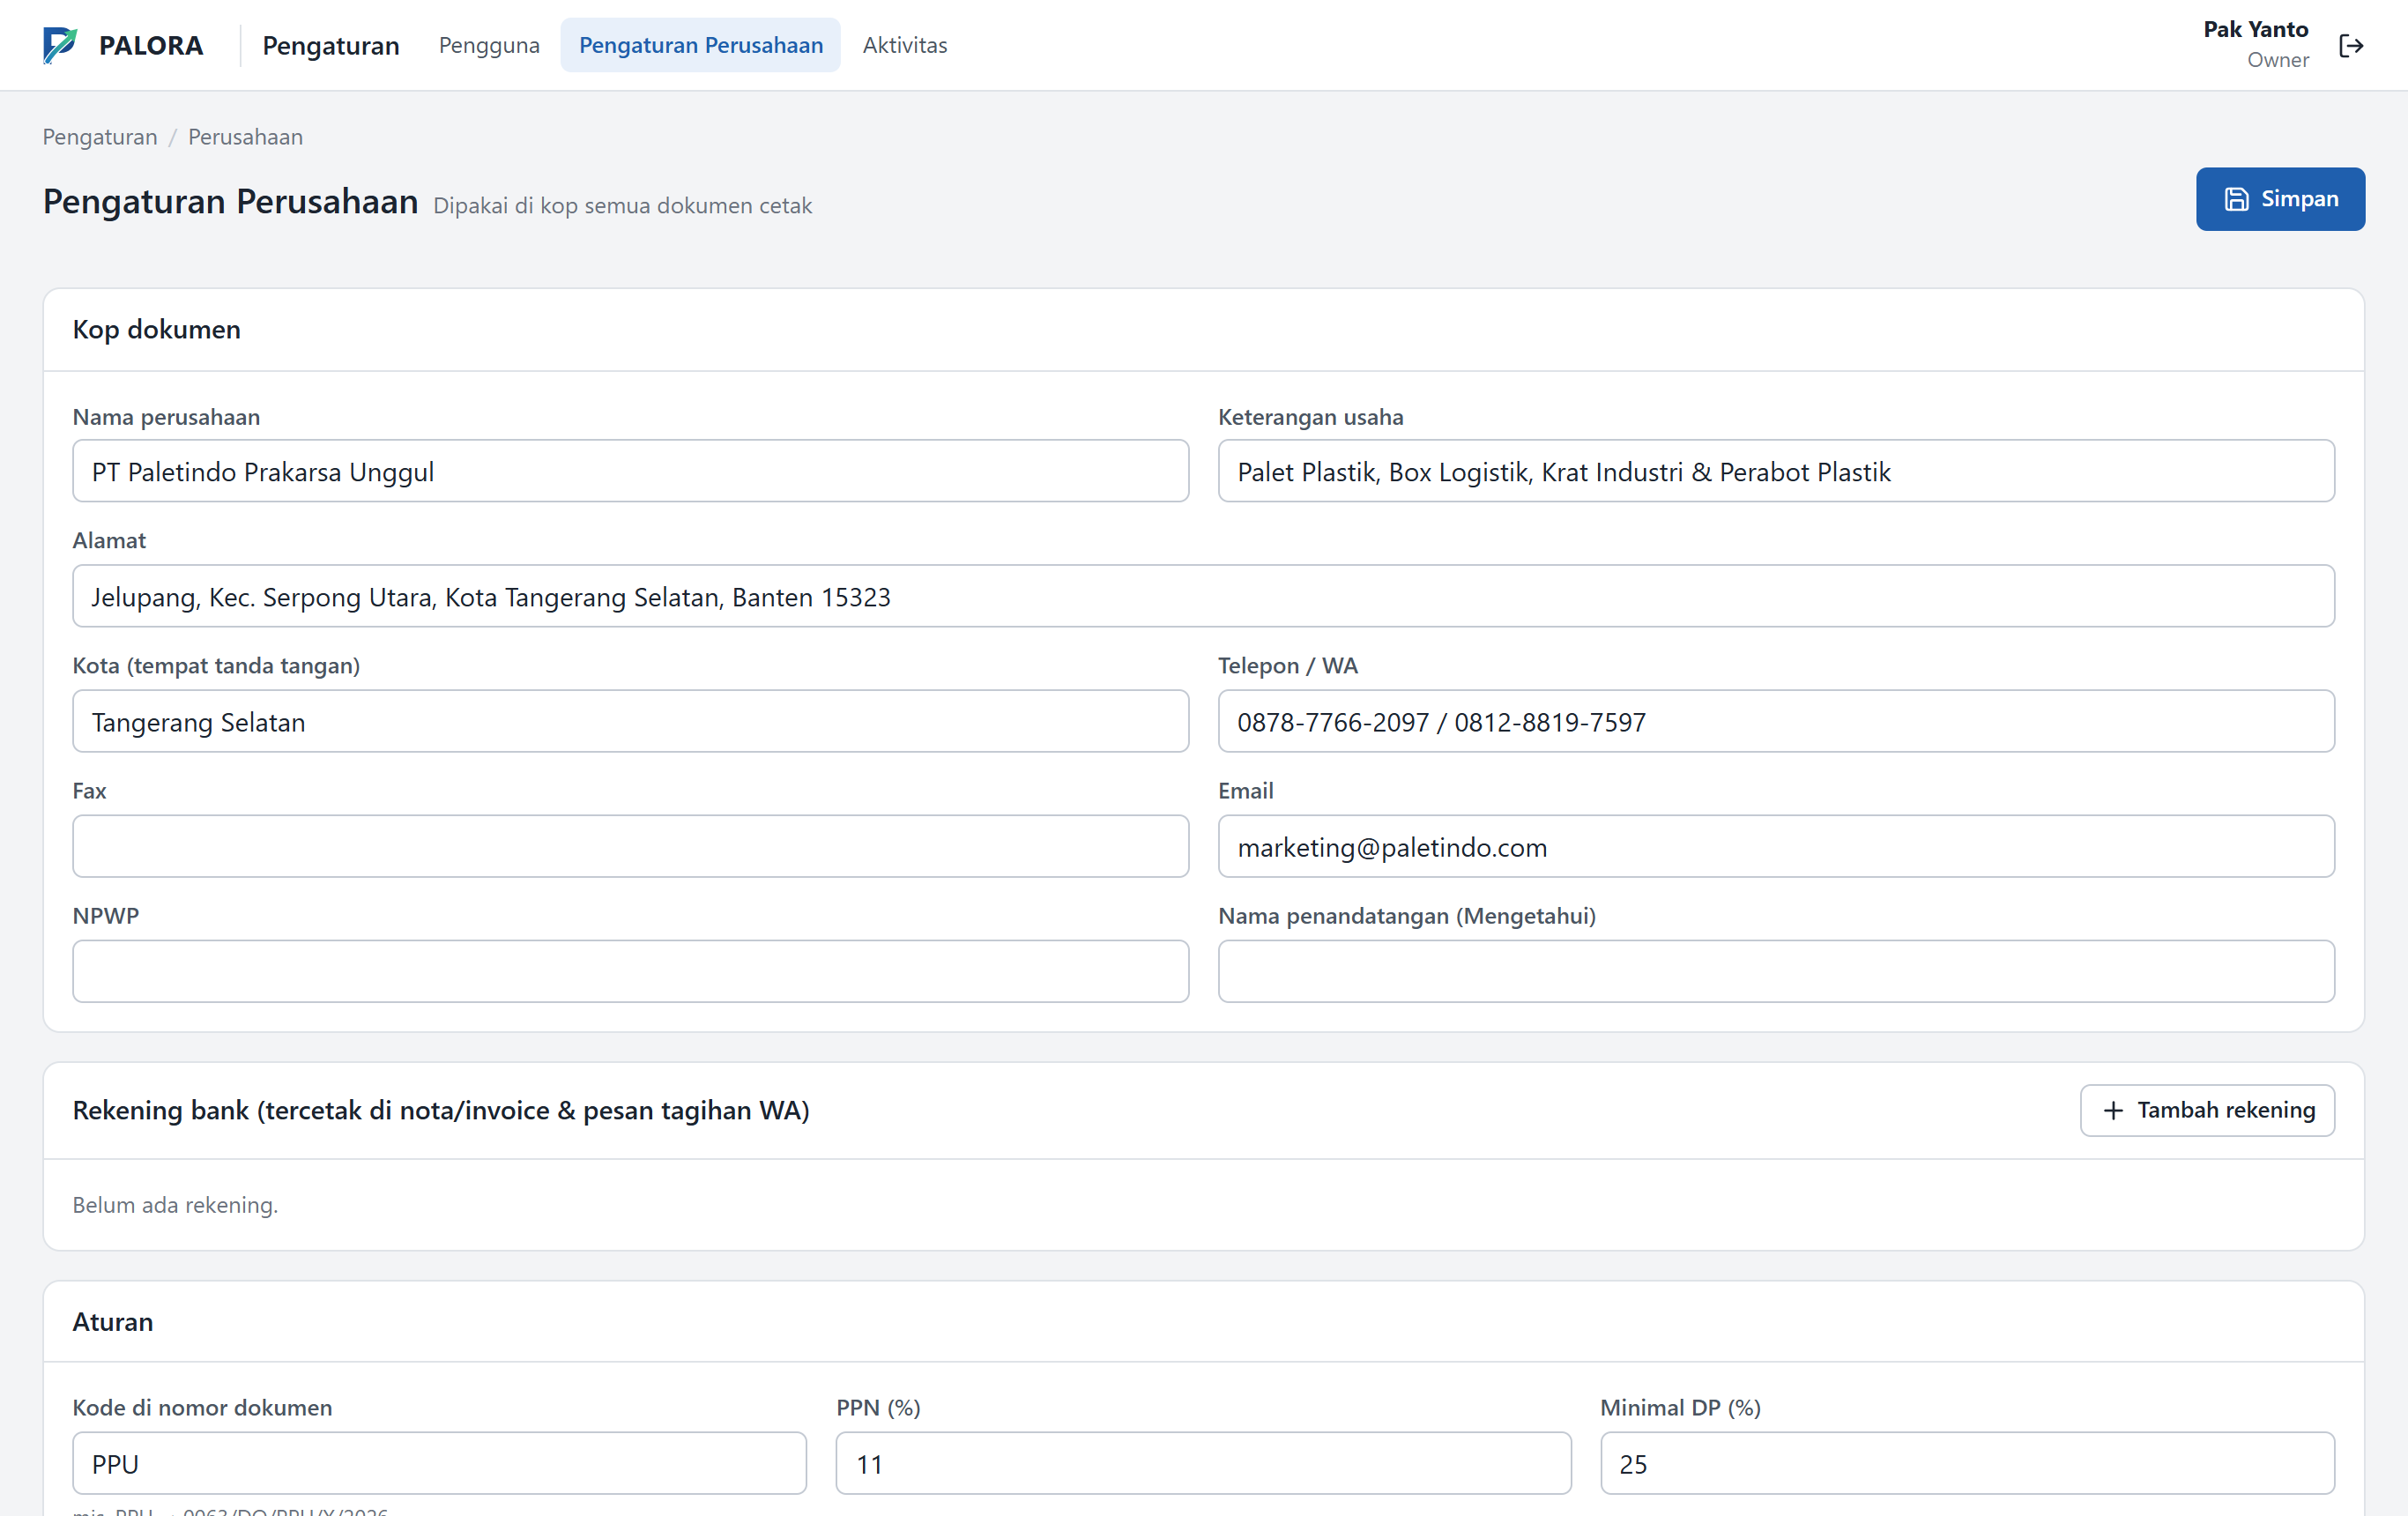 PALORA
Pengaturan
Pengguna
Pengaturan Perusahaan
Aktivitas
Pak Yanto
Owner
Pengaturan / Perusahaan
Pengaturan Perusahaan
Dipakai di kop semua dokumen cetak
Simpan
Kop dokumen
Nama perusahaan
PT Paletindo Prakarsa Unggul
Keterangan usaha
Palet Plastik, Box Logistik, Krat Industri & Perabot Plastik
Alamat
Jelupang, Kec. Serpong Utara, Kota Tangerang Selatan, Banten 15323
Kota (tempat tanda tangan)
Tangerang Selatan
Telepon / WA
0878-7766-2097 / 0812-8819-7597
Fax
Email
marketing@paletindo.com
NPWP
Nama penandatangan (Mengetahui)
Rekening bank (tercetak di nota/invoice & pesan tagihan WA)
Tambah rekening
Belum ada rekening.
Aturan
Kode di nomor dokumen
PPU
PPN (%)
11
Minimal DP (%)
25